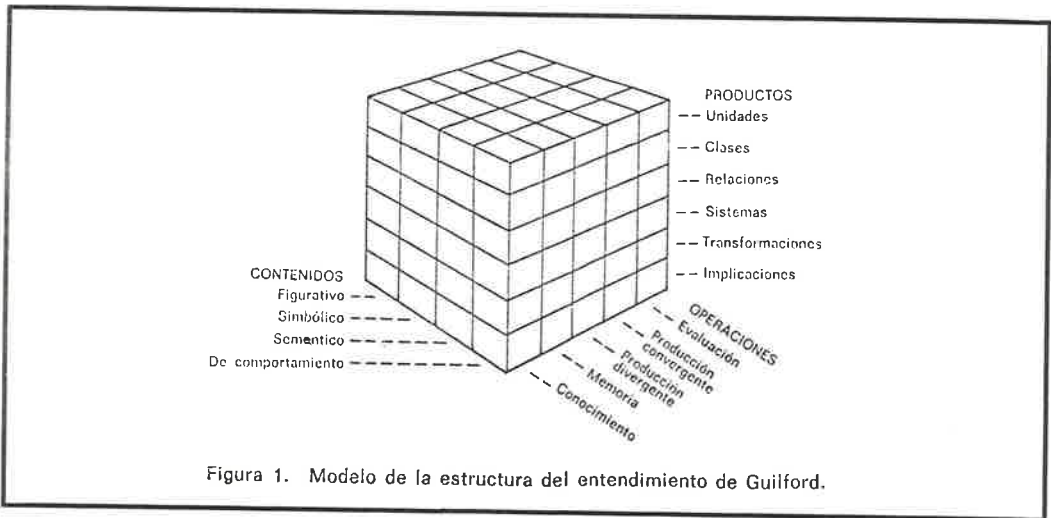 PRODUCTOS
-- Unidades
-- Clases
-- Relaciones
-- Sistemas
-- Transformaciones
-- Implicaciones
CONTENIDOS
Figurativo
Simbólico
Semántico
De comportamiento
OPERACIONES
Evaluación
Producción
convergente
Producción
divergente
Memoria
Conocimiento
Figura 1. Modelo de la estructura del entendimiento de Guilford.